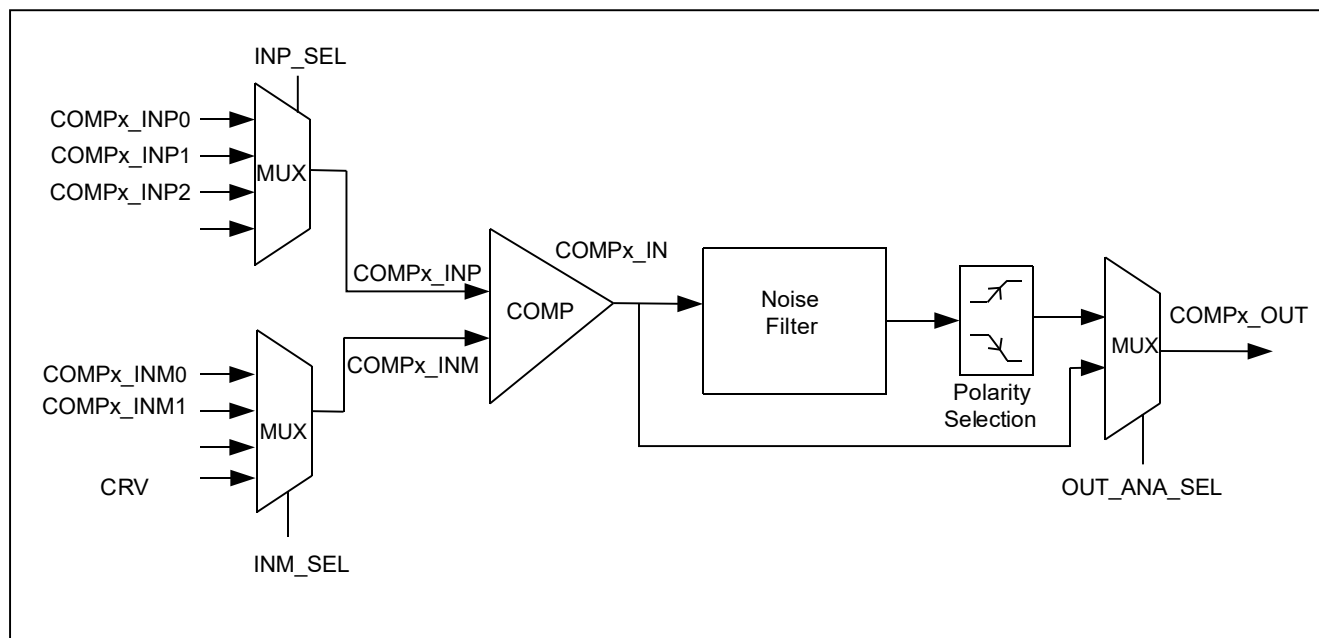 INP_SEL
COMPx_INP0
COMPx_INP1
COMPx_INP2
MUX
COMPx_INP
COMPx_IN
COMP
COMPx_INM
Noise
Filter
Polarity
Selection
MUX
COMPx_OUT
OUT_ANA_SEL
COMPx_INM0
COMPx_INM1
CRV
MUX
INM_SEL